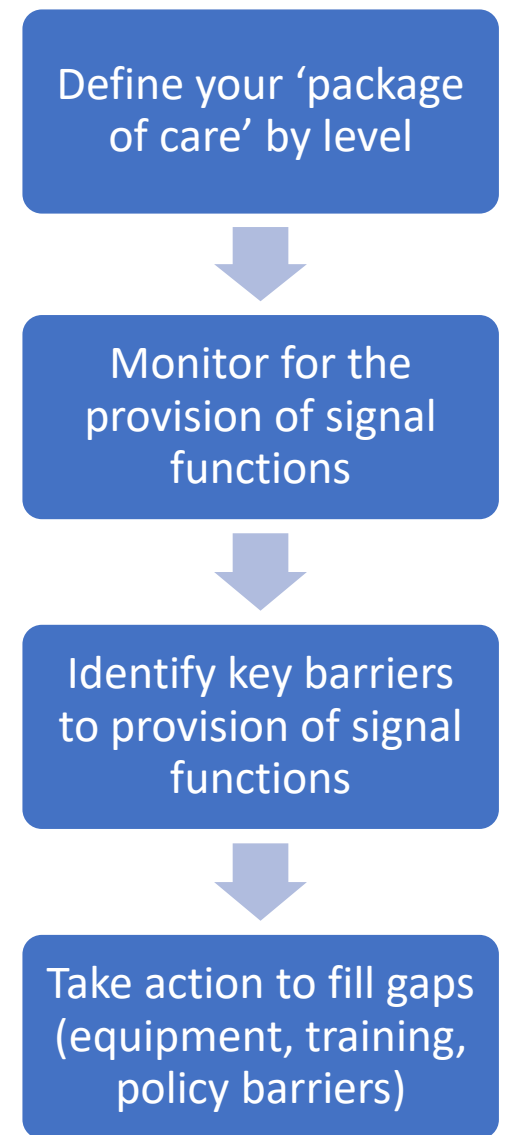 Define your ‘package
of care’ by level
Monitor for the
provision of signal
functions
Identify key barriers
to provision of signal
functions
Take action to fill gaps
(equipment, training,
policy barriers)